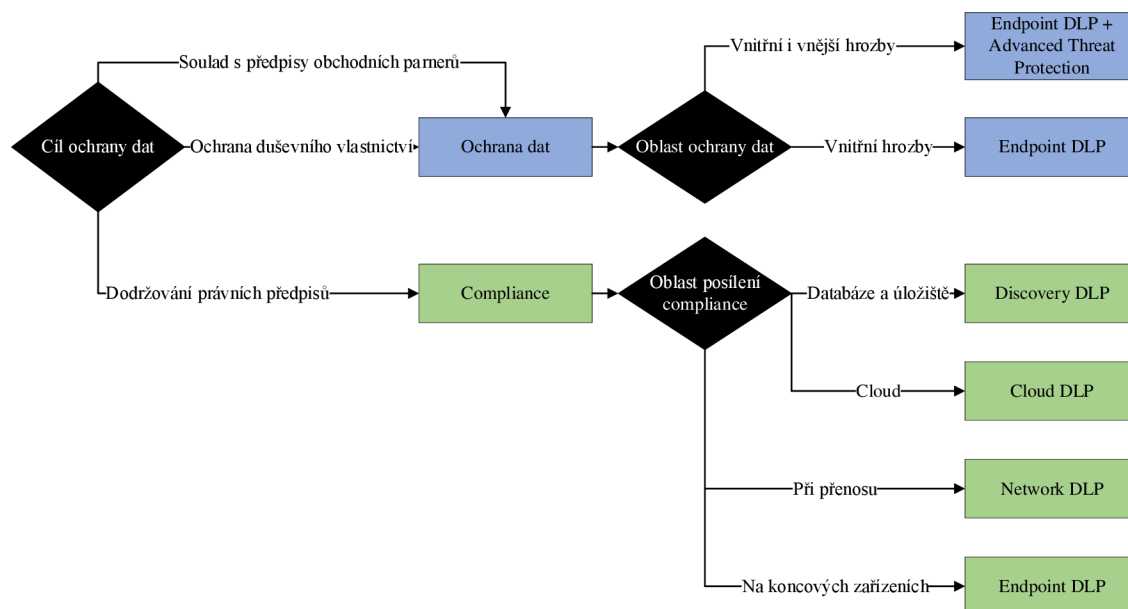 Soulad s předpisy obchodních parnerů
Vnitřní i vnější hrozby
Endpoint DLP +
Advanced Threat
Protection
Cíl ochrany dat
Ochrana duševního vlastnictví
Ochrana dat
Oblast ochrany dat
Vnitřní hrozby
Endpoint DLP
Dodržování právních předpisů
Compliance
Oblast posílení
compliance
Databáze a úložiště
Discovery DLP
Cloud
Cloud DLP
Při přenosu
Network DLP
Na koncových zařízeních
Endpoint DLP